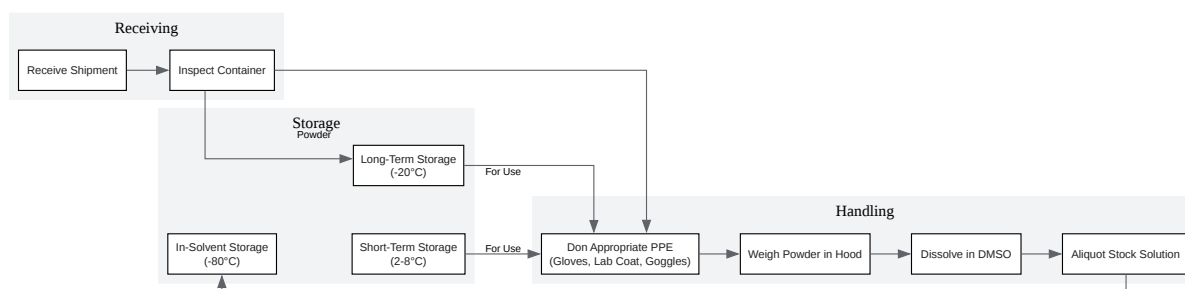 Receiving
Receive Shipment
Inspect Container
Storage
Powder
Long-Term Storage
(-20°C)
For Use
Handling
In-Solvent Storage
(-80°C)
Short-Term Storage
(2-8°C)
For Use
Don Appropriate PPE
(Gloves, Lab Coat, Goggles)
Weigh Powder in Hood
Dissolve in DMSO
Aliquot Stock Solution